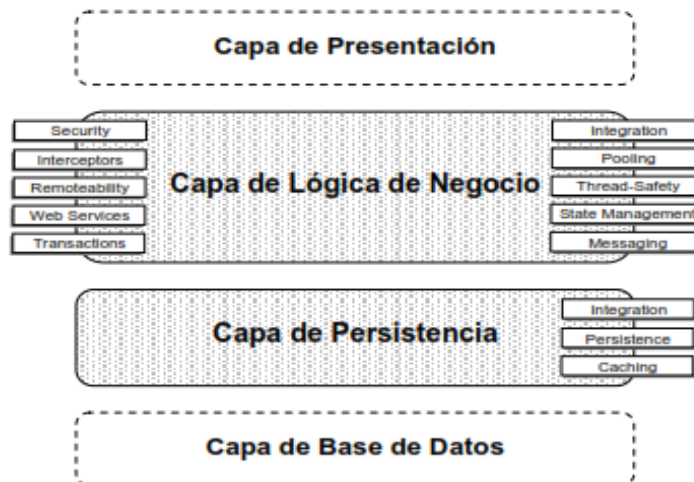 Capa de Presentación
Security
Interceptors
Remoteability
Web Services
Transactions
Capa de Lógica de Negocio
Integration
Pooling
Thread-Safety
State Management
Messaging
Capa de Persistencia
Integration
Persistence
Caching
Capa de Base de Datos